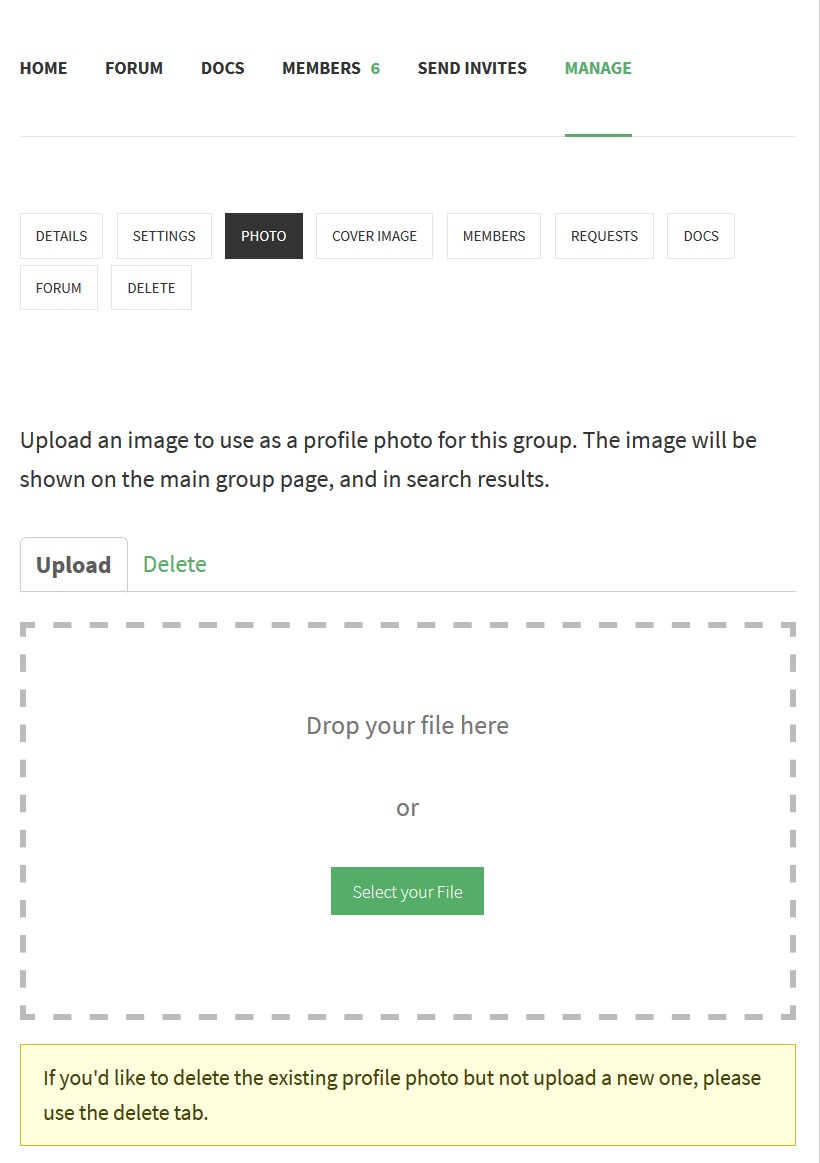 HOME FORUM DOCS MEMBERS 6 SEND INVITES MANAGE
DETAILS SETTINGS PHOTO COVER IMAGE MEMBERS REQUESTS DOCS
FORUM DELETE
Upload an image to use as a profile photo for this group. The image will be
shown on the main group page, and in search results.
Upload Delete
Drop your file here
or
Select your File
If you'd like to delete the existing profile photo but not upload a new one, please
use the delete tab.